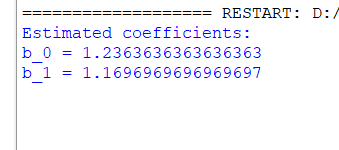 =================== RESTART: D:/
Estimated coefficients:
b_0 = 1.2363636363636363
b_1 = 1.1696969696969697